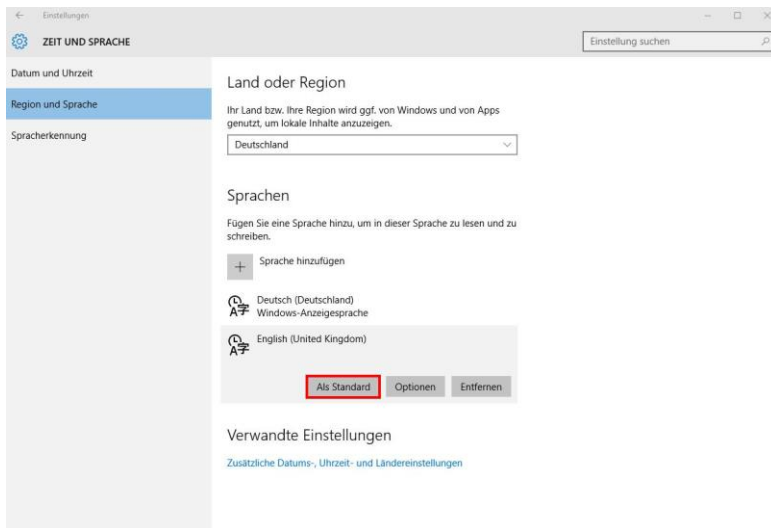 Einstellungen
ZEIT UND SPRACHE
Einstellung suchen
Datum und Uhrzeit
Region und Sprache
Spracherkennung
Land oder Region
Ihr Land bzw. Ihre Region wird ggf. von Windows und von Apps
genutzt, um lokale Inhalte anzuzeigen.
Deutschland
Sprachen
Fügen Sie eine Sprache hinzu, um in dieser Sprache zu lesen und zu
schreiben.
Sprache hinzufügen
Deutsch (Deutschland)
Windows-Anzeigesprache
English (United Kingdom)
Als Standard Optionen Entfernen
Verwandte Einstellungen
Zusätzliche Datums-, Uhrzeit- und Ländereinstellungen